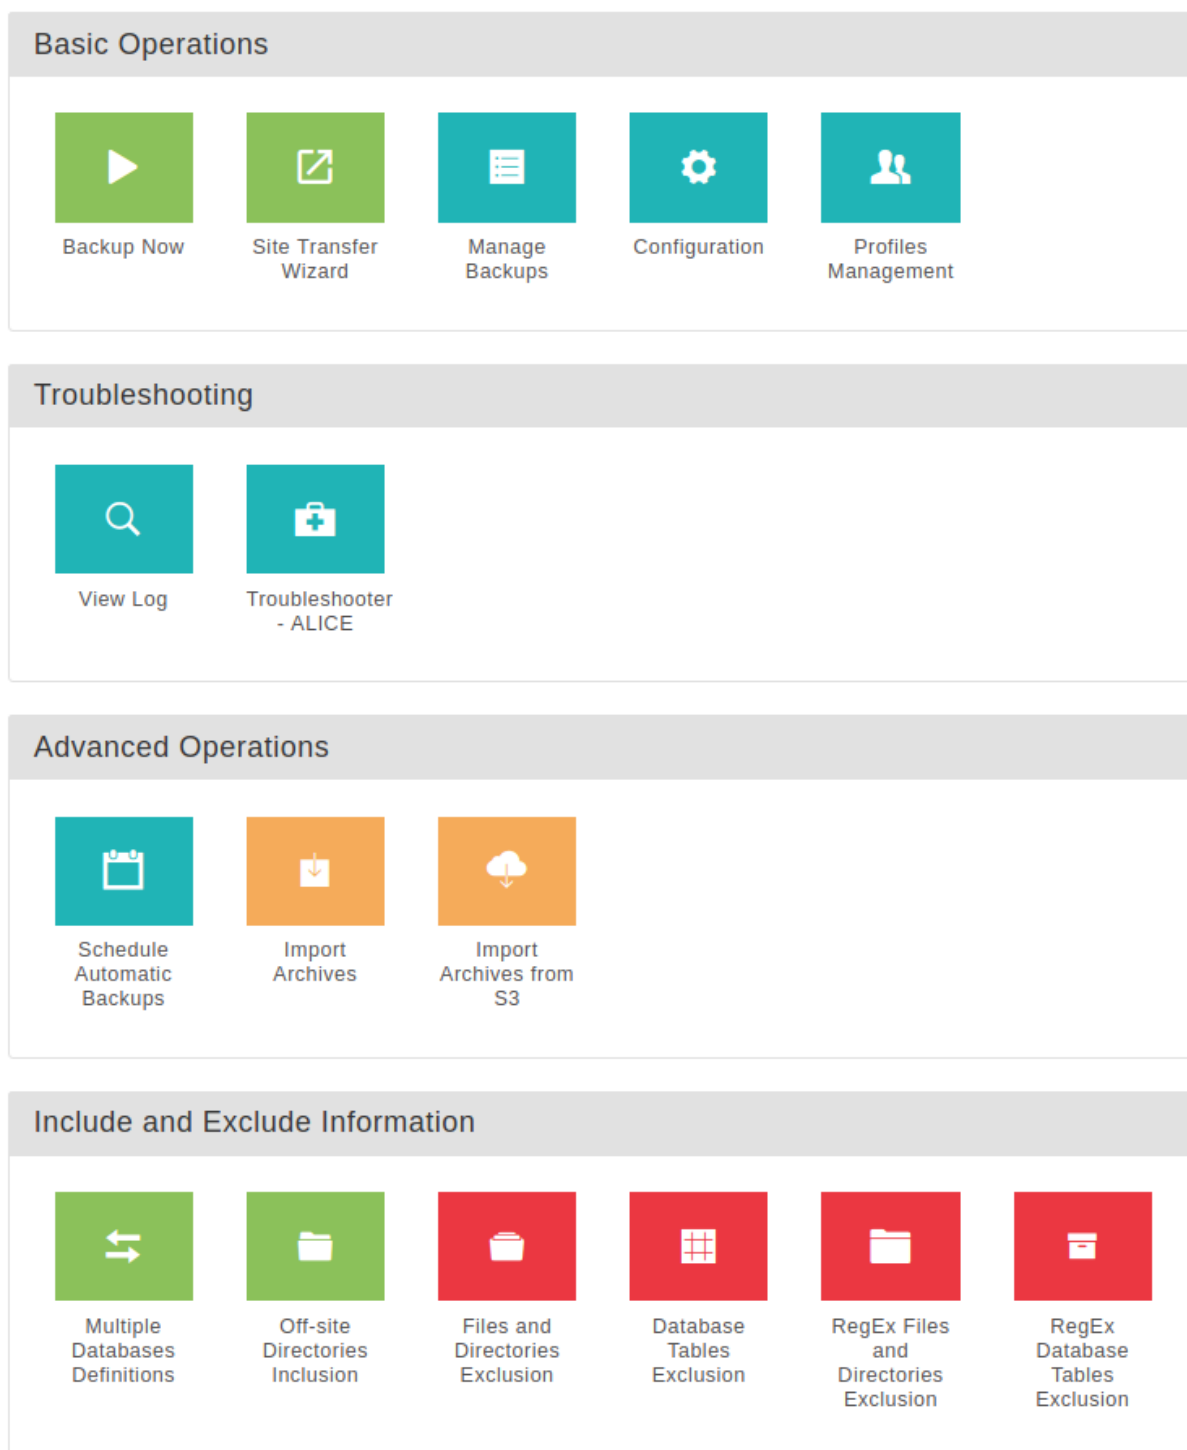 Basic Operations
Backup Now
Site Transfer
Wizard
Manage
Backups
Configuration
Profiles
Management
Troubleshooting
View Log
Troubleshooter
- ALICE
Advanced Operations
Schedule
Automatic
Backups
Import
Archives
Import
Archives from
S3
Include and Exclude Information
Multiple
Databases
Definitions
Off-site
Directories
Inclusion
Files and
Directories
Exclusion
Database
Tables
Exclusion
RegEx Files
and
Directories
Exclusion
RegEx
Database
Tables
Exclusion